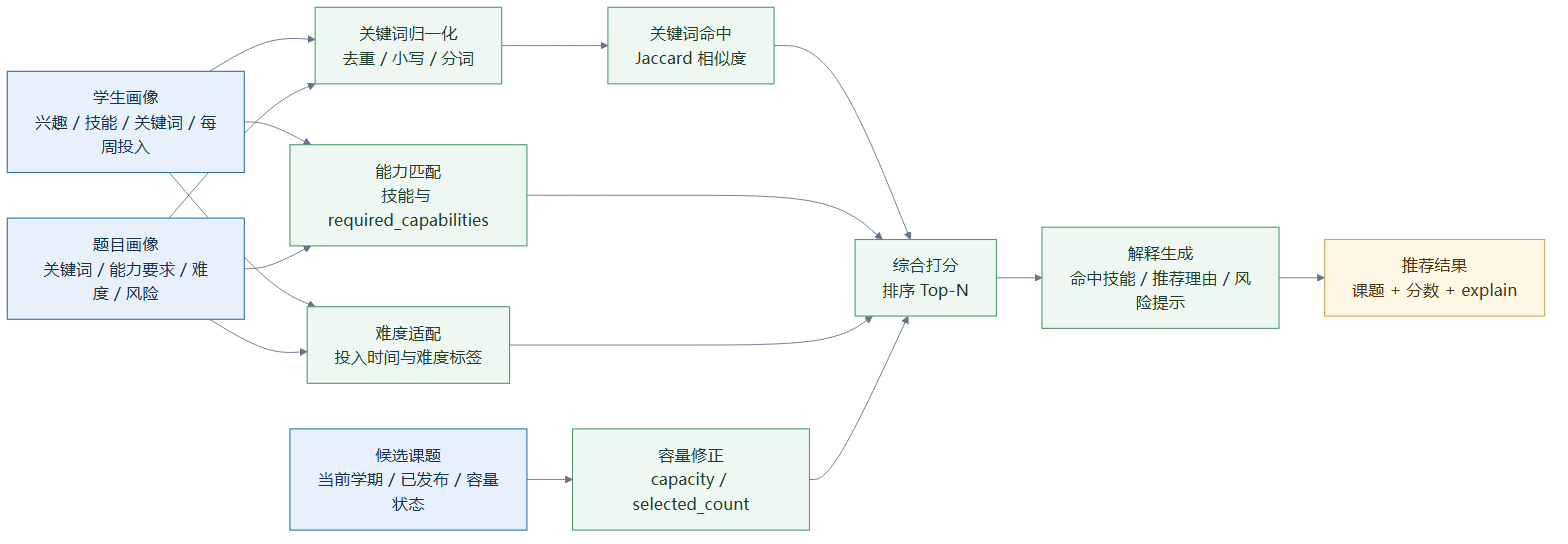 学生画像
兴趣 / 技能 / 关键词 / 每
周投入
题目画像
关键词 / 能力要求 / 难
度 / 风险
关键词归一化
去重 / 小写 / 分词
关键词命中
Jaccard 相似度
能力匹配
技能与
required_capabilities
难度适配
投入时间与难度标签
候选课题
当前学期 / 已发布 / 容量
状态
容量修正
capacity /
selected_count
综合打分
排序 Top-N
解释生成
命中技能 / 推荐理由 / 风
险提示
推荐结果
课题 + 分数 + explain